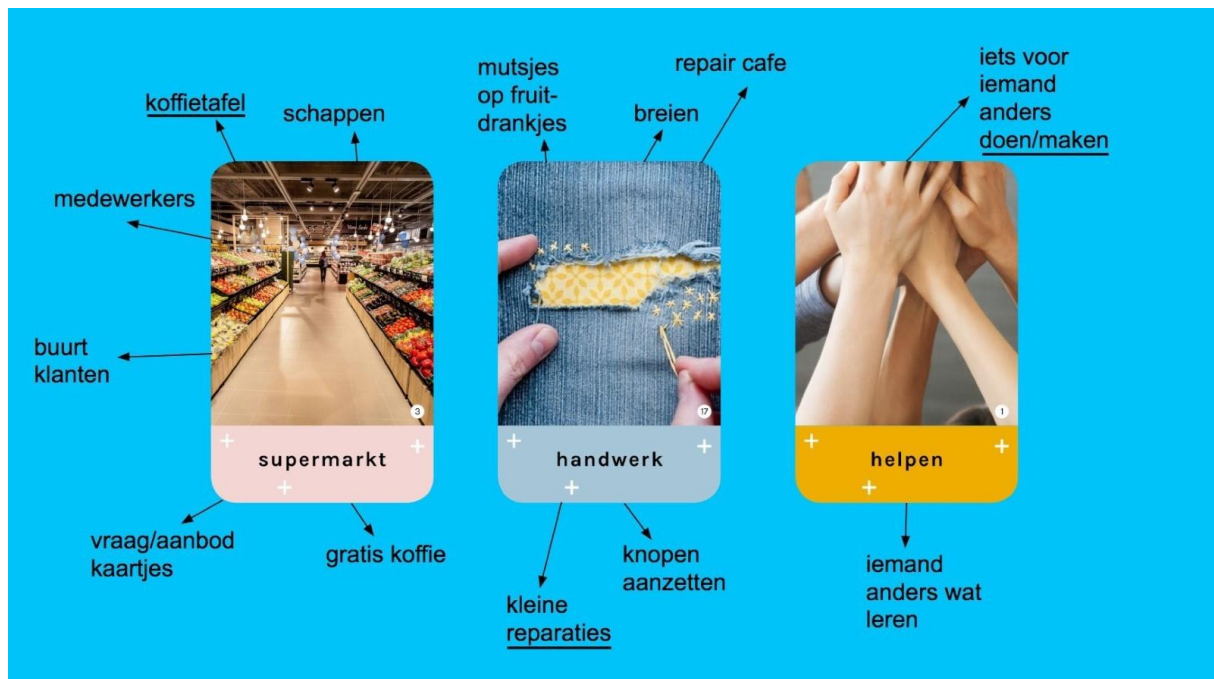 koffietafel
schappen
medewerkers
buurt
klanten
3
supermarkt
vraag/aanbod
kaartjes
gratis koffie
mutsjes
op fruit-
drankjes
breien
repair cafe
17
handwerk
kleine
reparaties
knopen
aanzetten
iets voor
iemand
anders
doen/maken
1
helpen
iemand
anders wat
leren